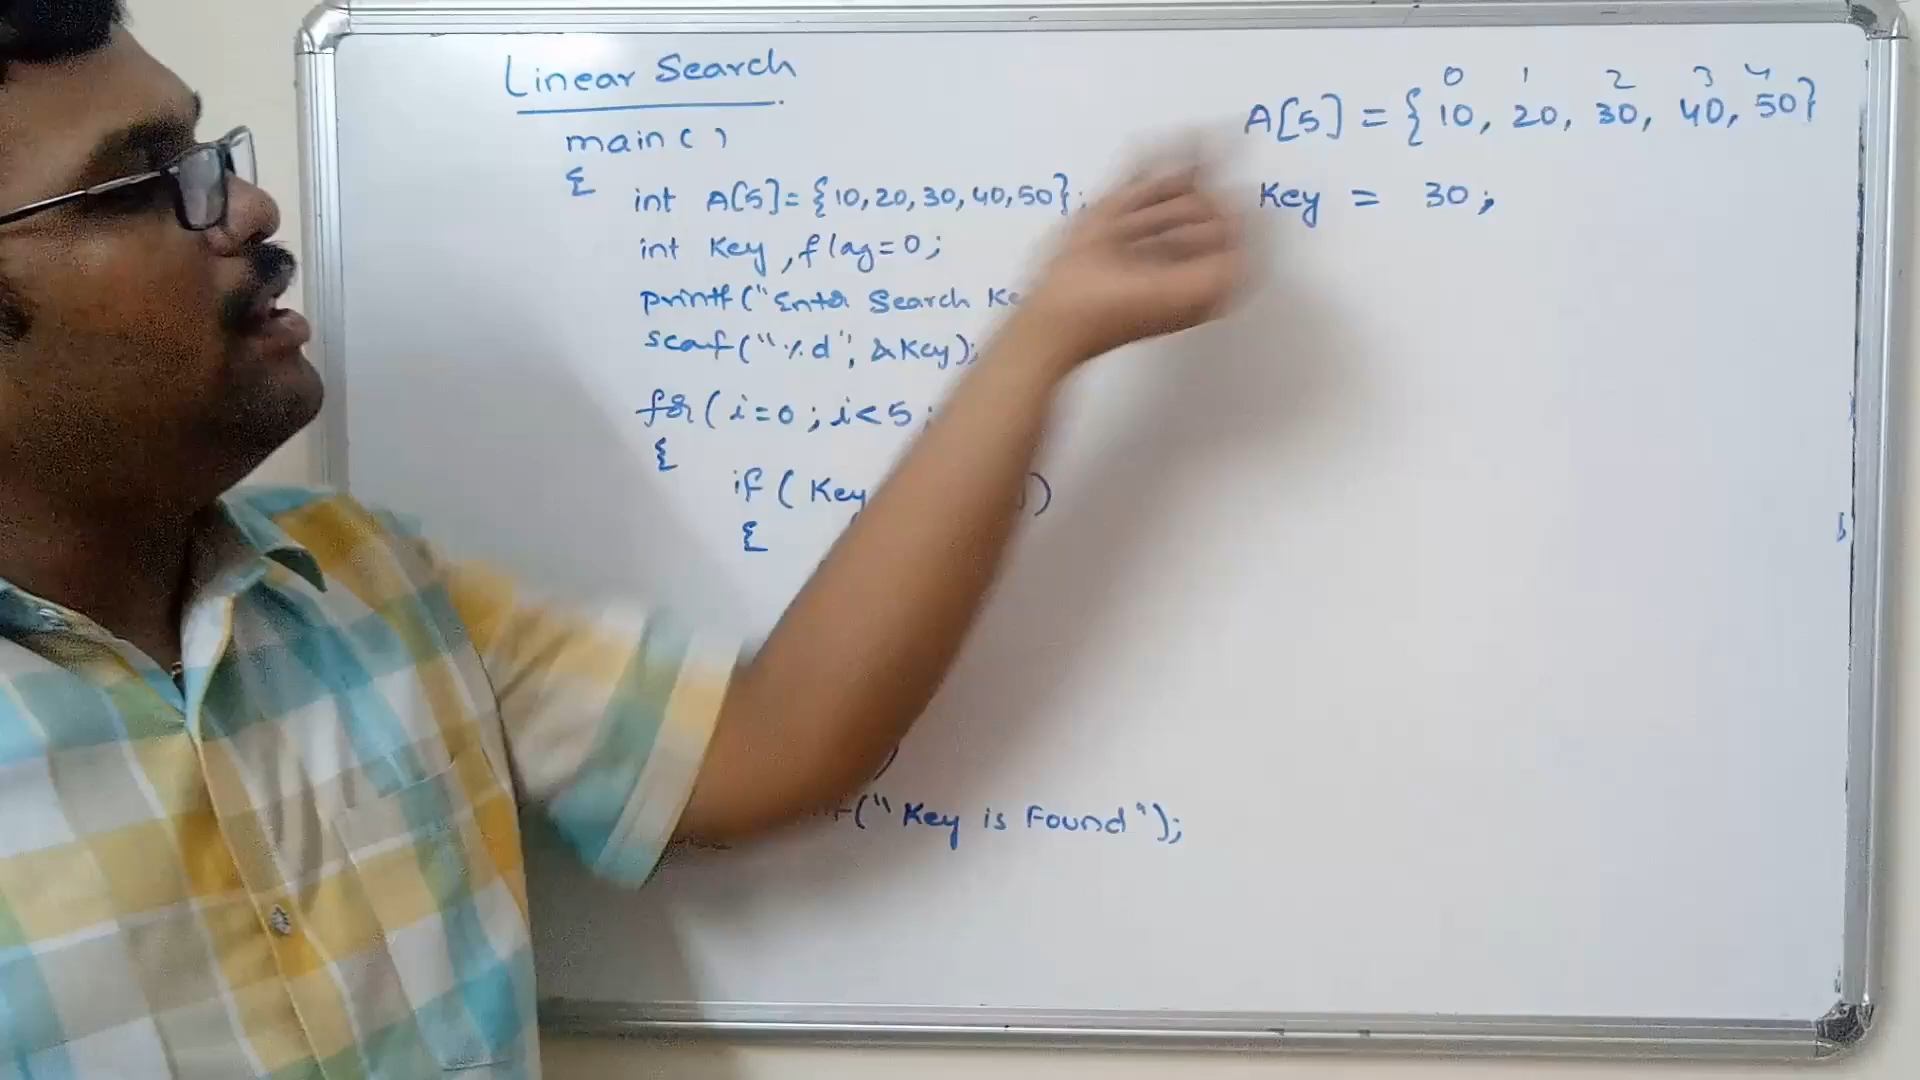 Linear Search
main( )
{
int A[5]={10,20,30,40,50};
int Key,flag=0;
printf("Enter Search
scanf("%d", &Key);
for(i=0;i<5;
{
if(Key )
{
)
("Key is Found");
0 1 2 3 4
A[5] = {10, 20, 30, 40, 50}
Key = 30;